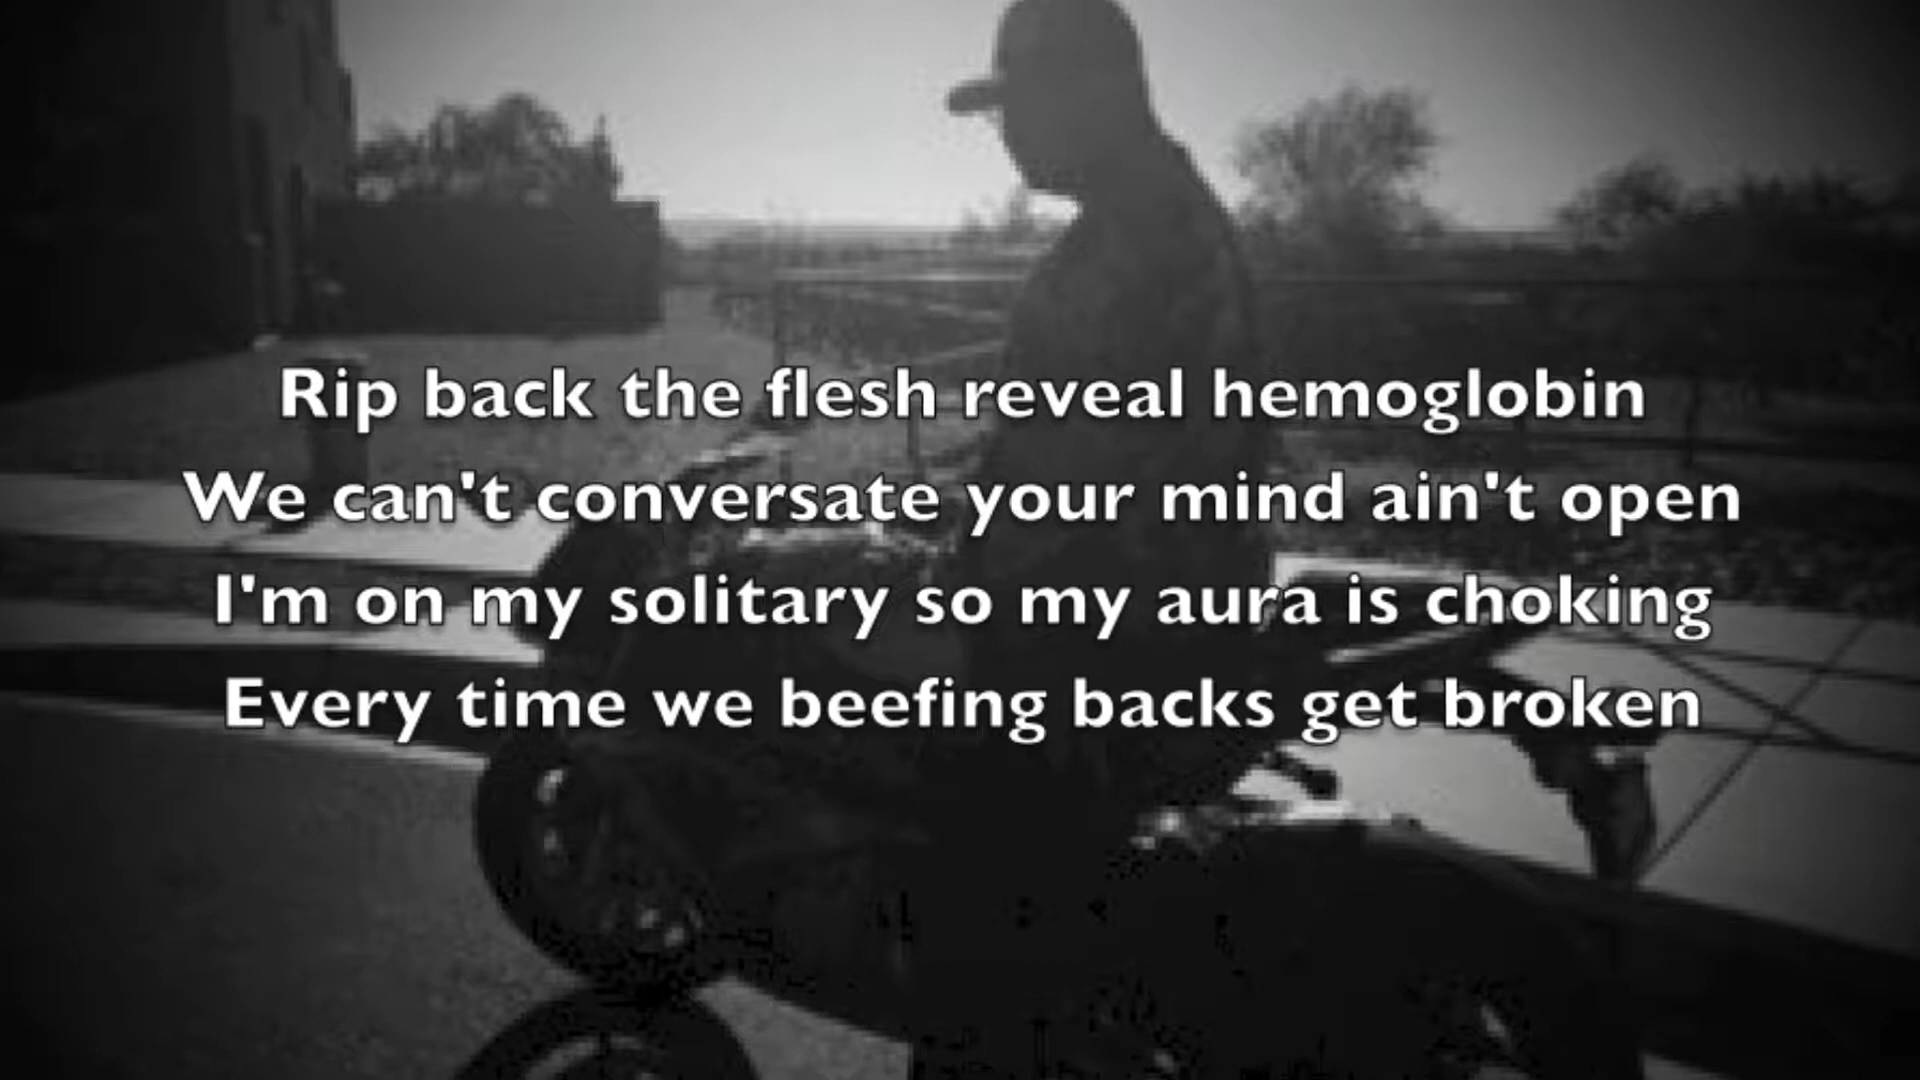 Rip back the flesh reveal hemoglobin
We can't conversate your mind ain't open
I'm on my solitary so my aura is choking
Every time we beefing backs get broken